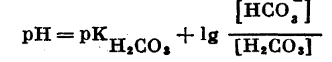 pH = pK_{H₂CO₃} + lg [HCO₃⁻] / [H₂CO₃]